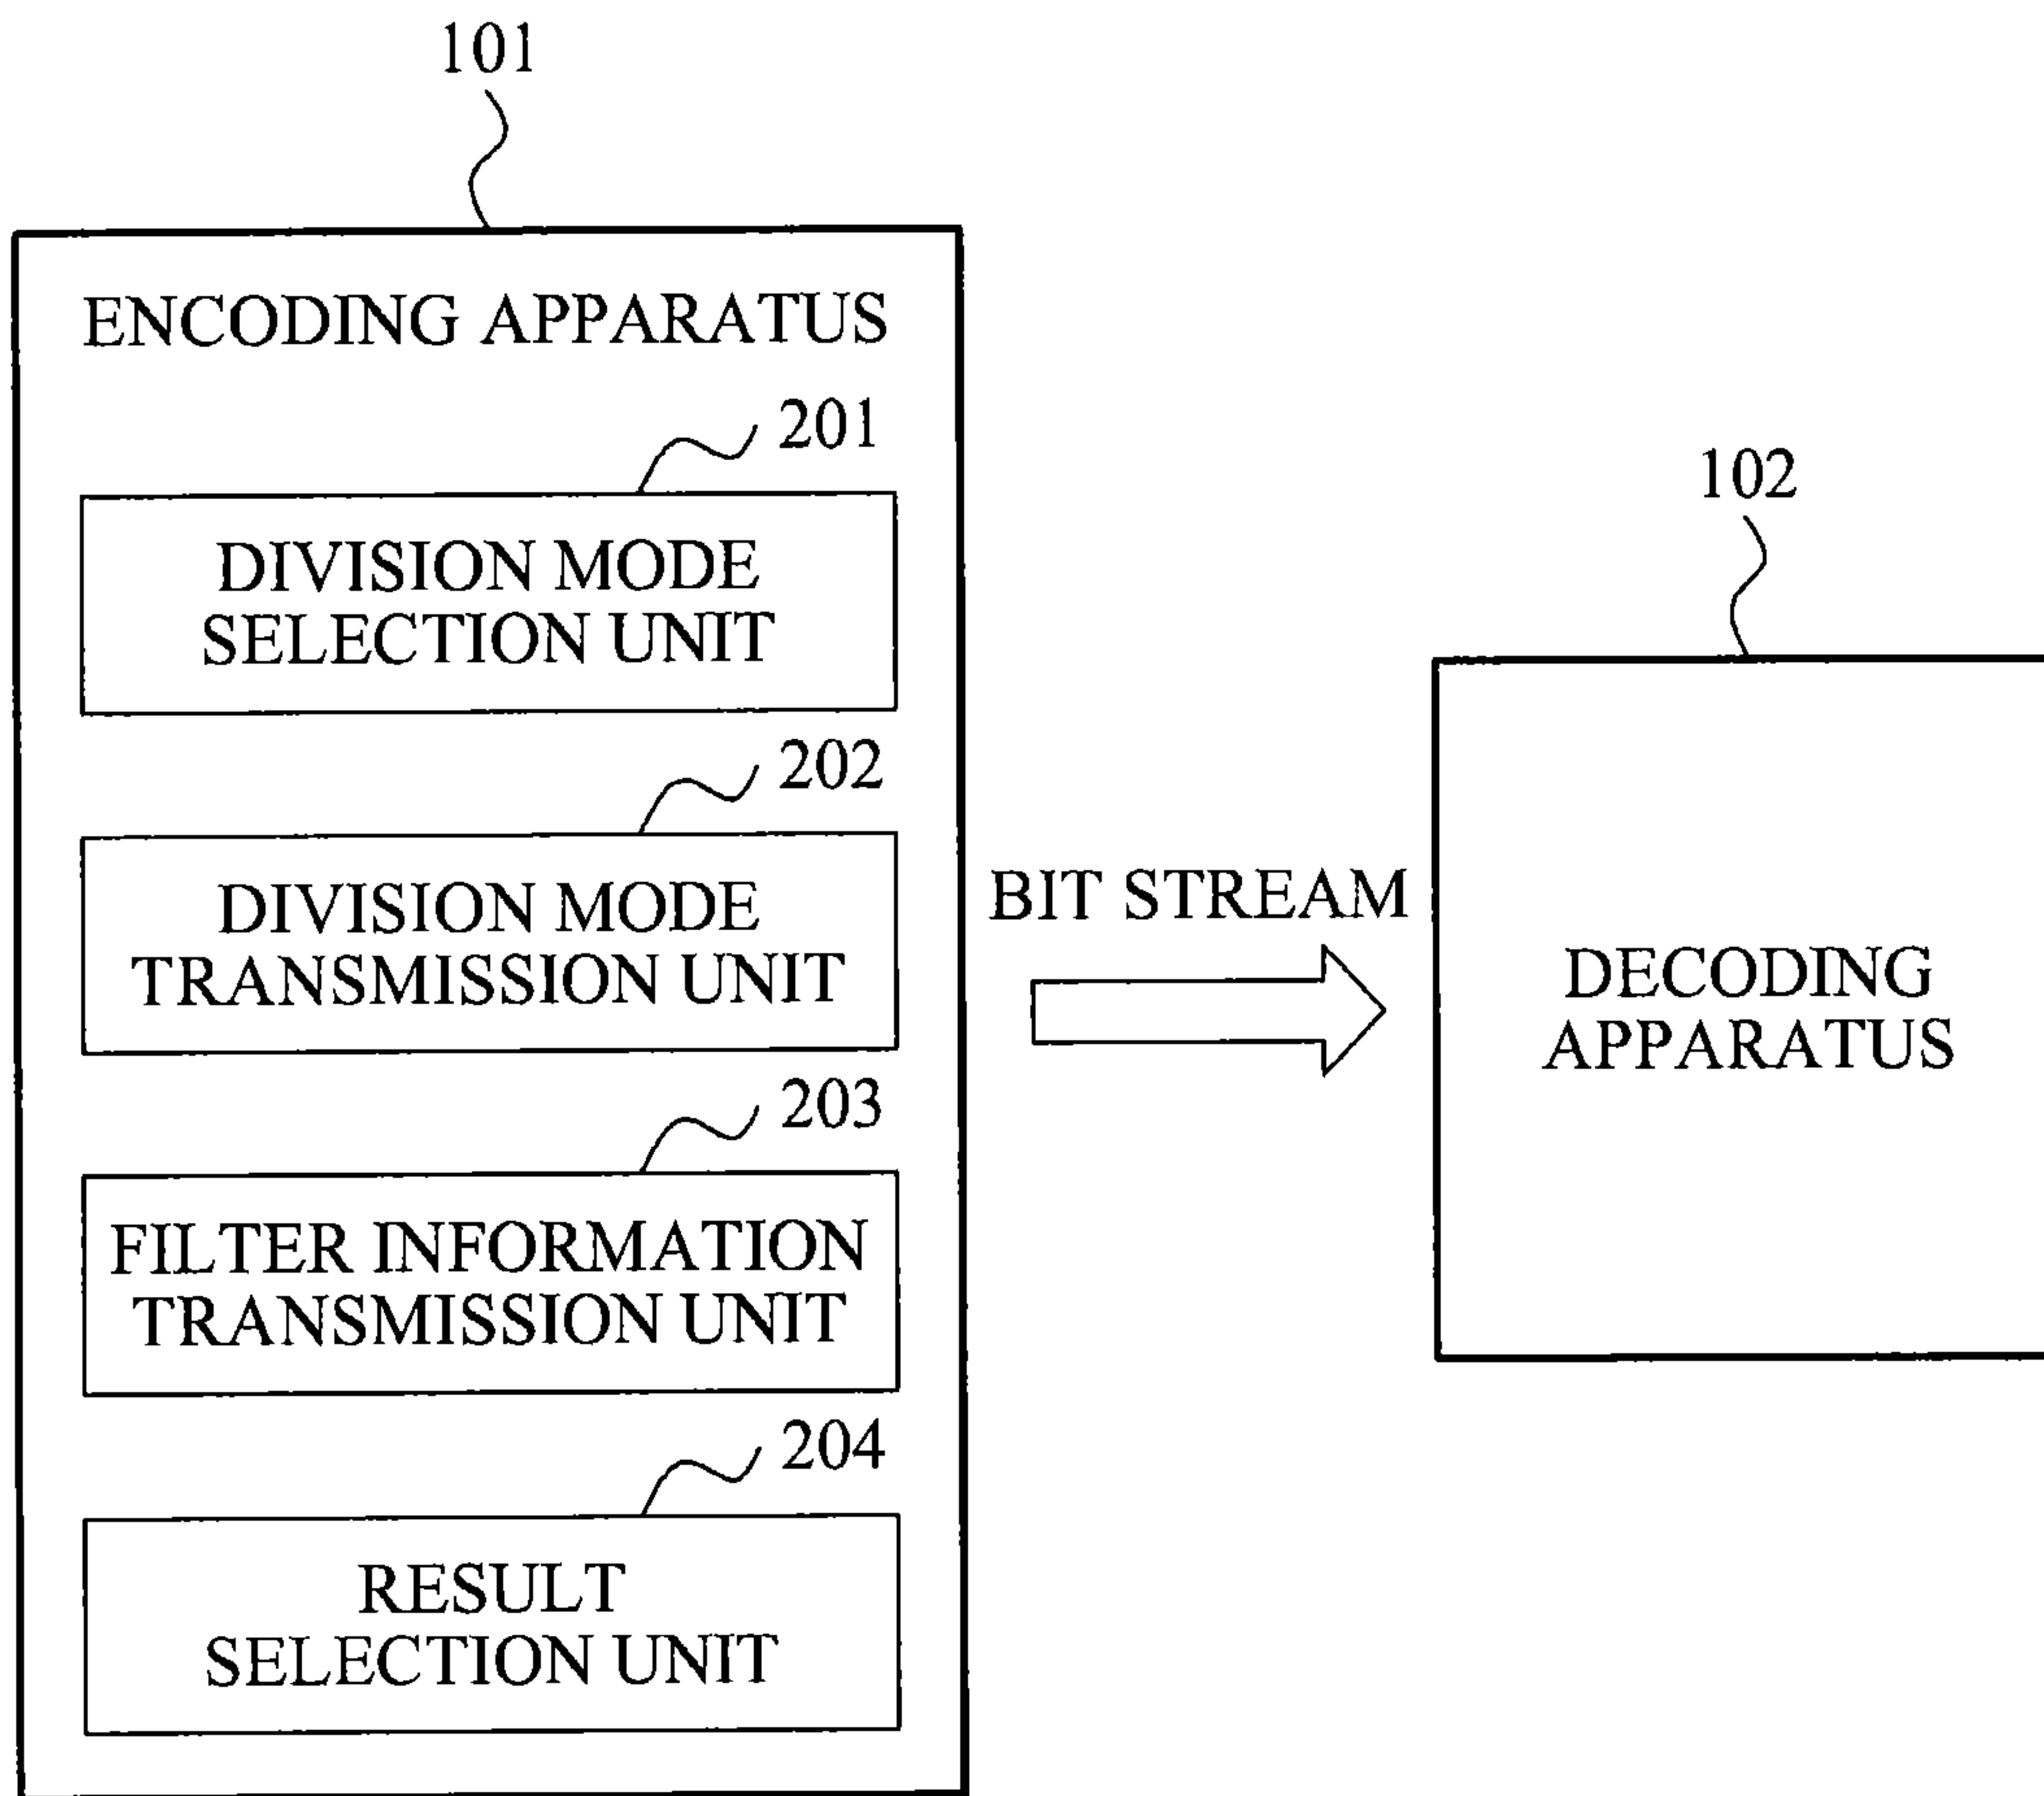 101
ENCODING APPARATUS
201
DIVISION MODE
SELECTION UNIT
202
DIVISION MODE
TRANSMISSION UNIT
203
FILTER INFORMATION
TRANSMISSION UNIT
204
RESULT
SELECTION UNIT
BIT STREAM
102
DECODING
APPARATUS